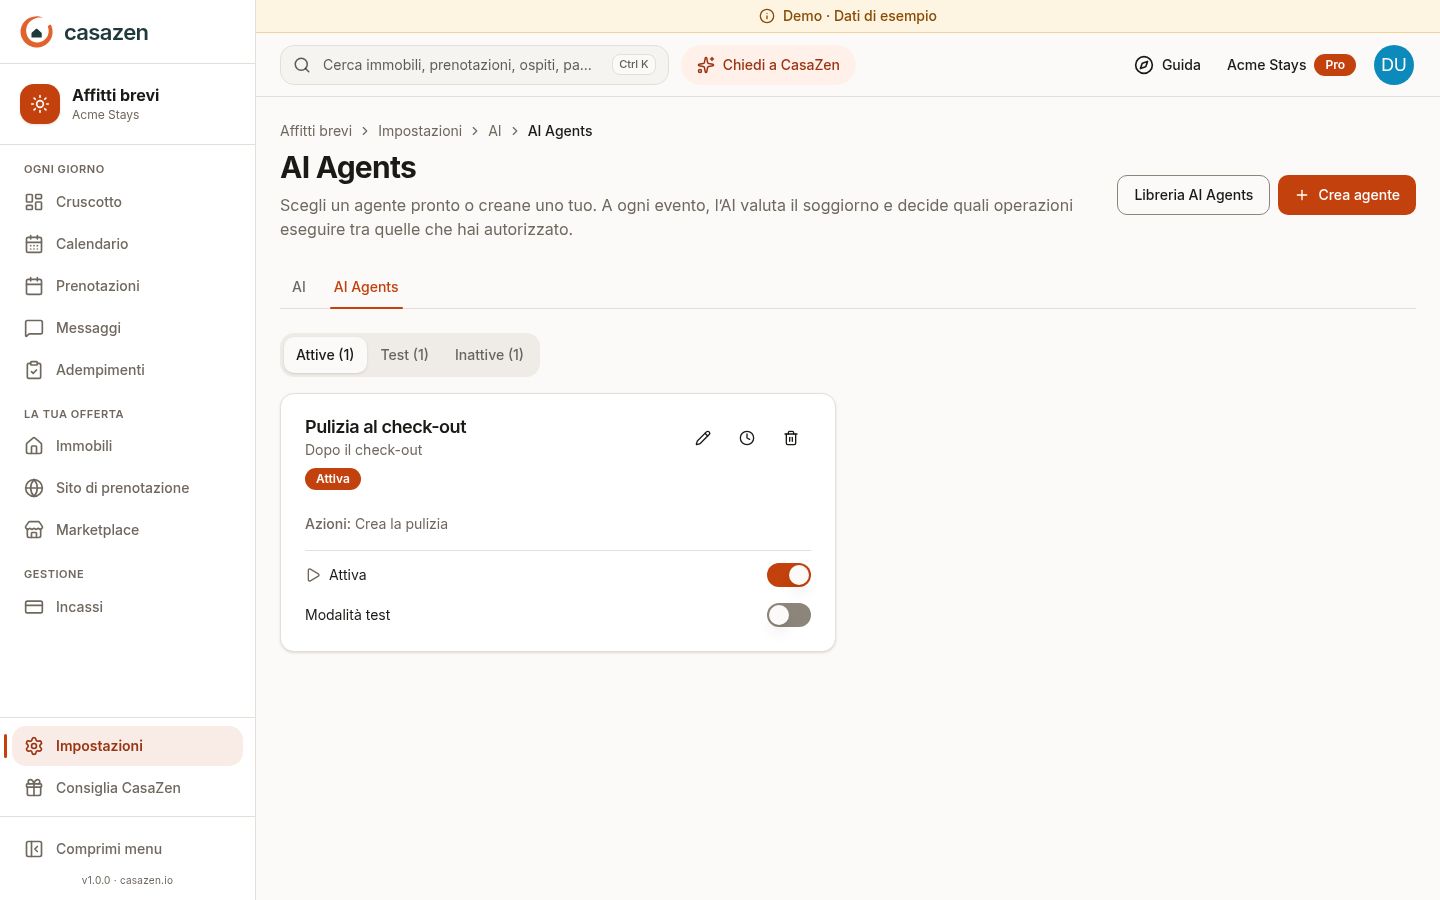 Demo · Dati di esempio
casazen
Cerca immobili, prenotazioni, ospiti, pa...
Ctrl K
Chiedi a CasaZen
Guida
Acme Stays
Pro
DU
Affitti brevi
Acme Stays
OGNI GIORNO
Cruscotto
Calendario
Prenotazioni
Messaggi
Adempimenti
LA TUA OFFERTA
Immobili
Sito di prenotazione
Marketplace
GESTIONE
Incassi
Impostazioni
Consiglia CasaZen
Comprimi menu
v1.0.0 · casazen.io
Affitti brevi > Impostazioni > AI > AI Agents
AI Agents
Scegli un agente pronto o creane uno tuo. A ogni evento, l'AI valuta il soggiorno e decide quali operazioni
eseguire tra quelle che hai autorizzato.
Libreria AI Agents
Crea agente
AI
AI Agents
Attive (1)
Test (1)
Inattive (1)
Pulizia al check-out
Dopo il check-out
Attiva
Azioni: Crea la pulizia
Attiva
Modalità test